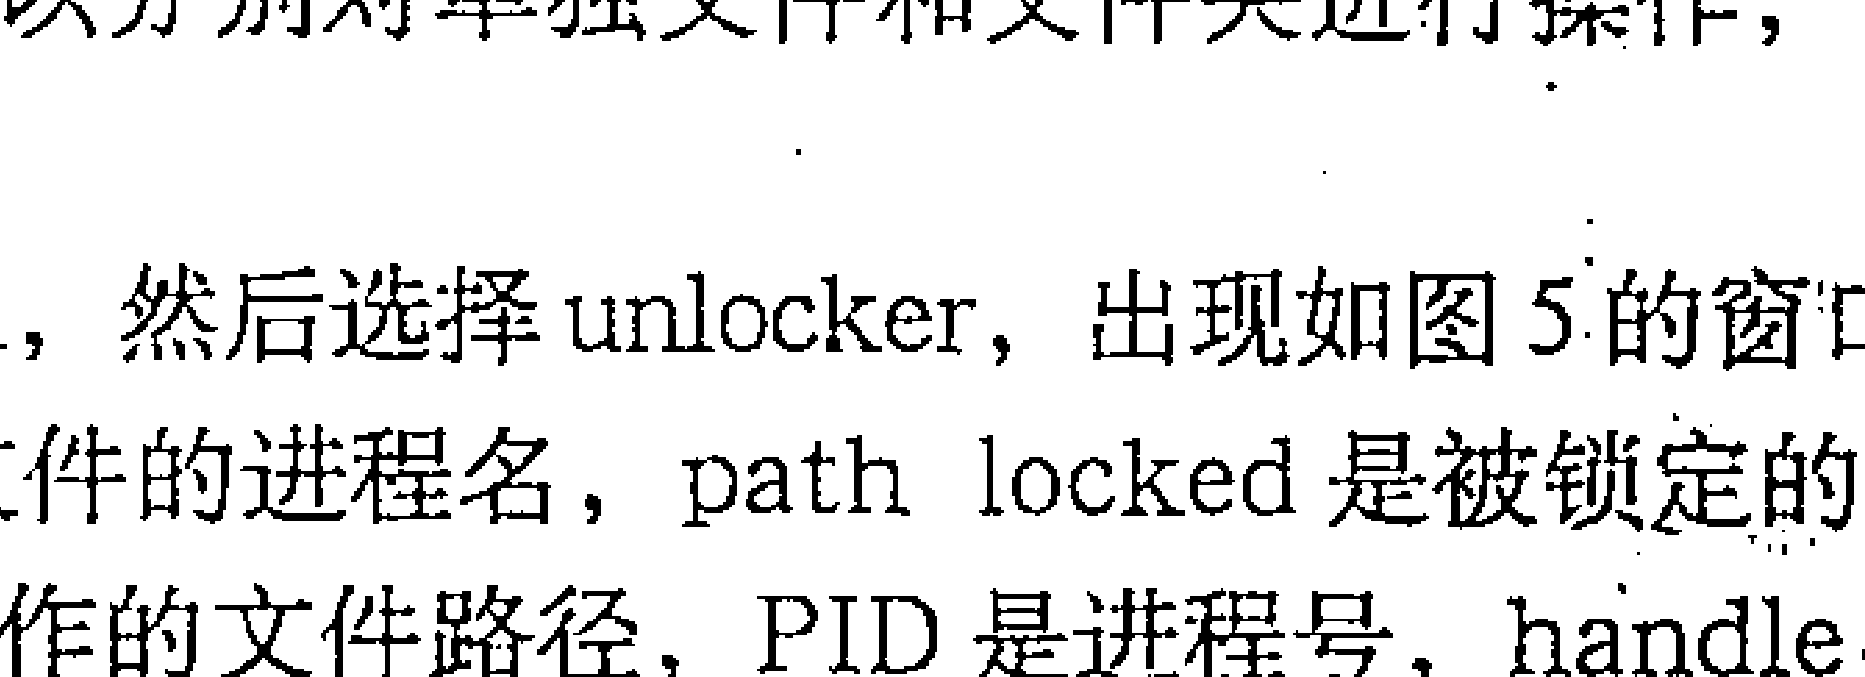 以分别对单独文件和文件夹进行操作，
，然后选择 unlocker，出现如图 5 的窗口
件的进程名，path locked 是被锁定的
作的文件路径，PID 是进程号，handle